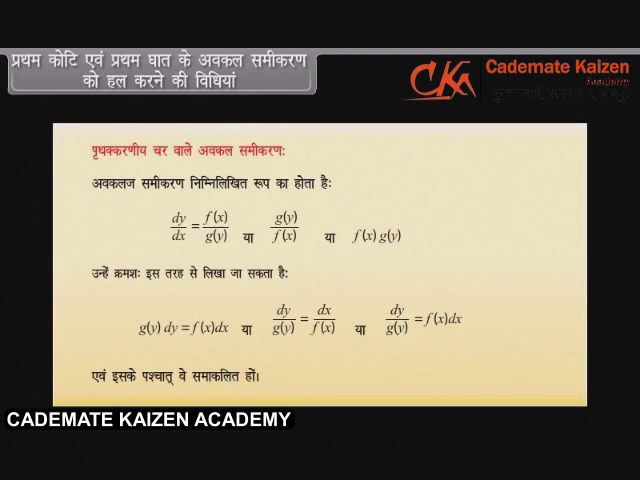 प्रथम कोटि एवं प्रथम घात के अवकल समीकरण
को हल करने की विधियां
CKA
Cademate Kaizen
Academy
पृथक्करणीय चर वाले अवकल समीकरणः
अवकलज समीकरण निम्निलिखित रूप का होता हैः
dy/dx = f(x)/g(y) या g(y)/f(x) या f(x) g(y)
उन्हें क्रमशः इस तरह से लिखा जा सकता हैः
g(y) dy = f(x)dx या dy/g(y) = dx/f(x) या dy/g(y) = f(x)dx
एवं इसके पश्चात् वे समाकलित हों।
CADEMATE KAIZEN ACADEMY